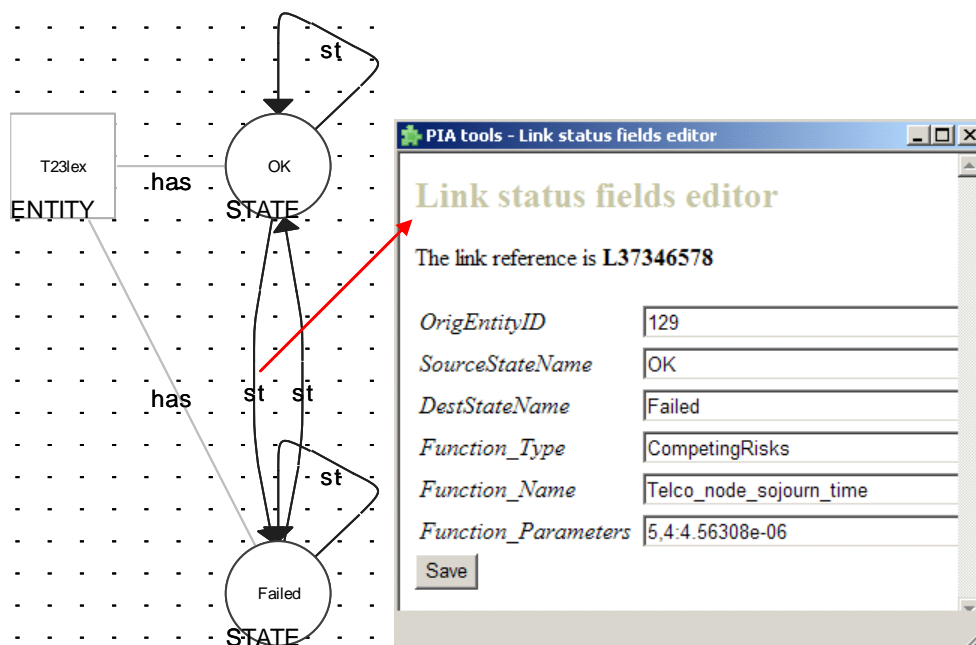 st
T23lex
OK
has
ENTITY
STATE
st
st
has
st
Failed
STATE
PIA tools - Link status fields editor
Link status fields editor
The link reference is L37346578
OrigEntityID 129
SourceStateName OK
DestStateName Failed
Function_Type CompetingRisks
Function_Name Telco_node_sojourn_time
Function_Parameters 5,4:4.56308e-06
Save